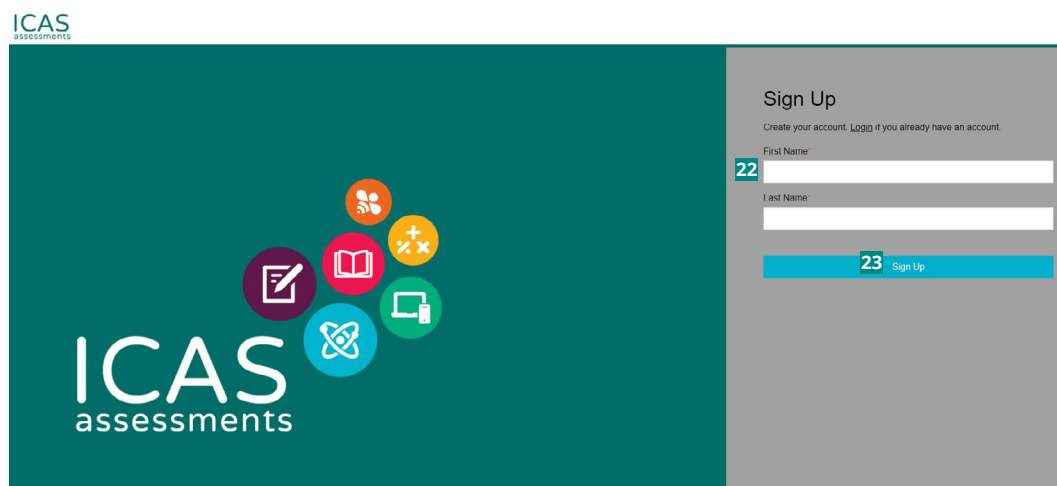 ICAS
assessments
Sign Up
Create your account. Login if you already have an account.
First Name*
22
Last Name*
23 Sign Up
ICAS
assessments